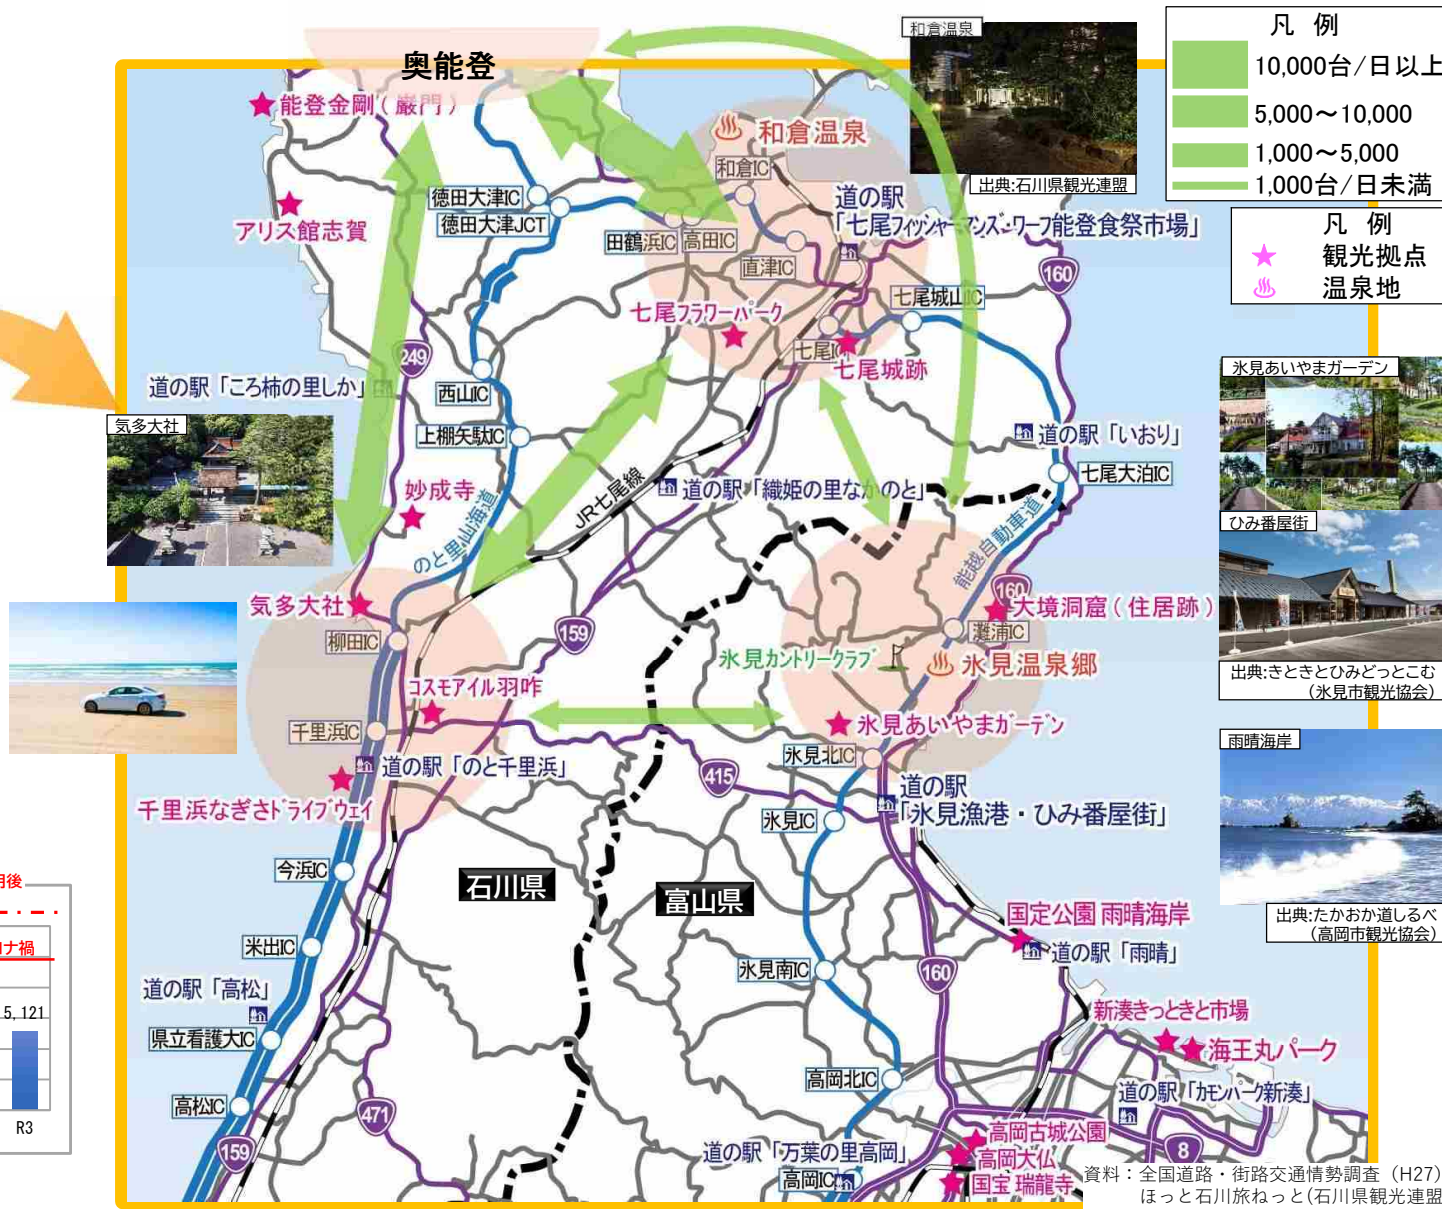 奥能登
和倉温泉
出典:石川県観光連盟
凡 例
10,000台/日以上
5,000～10,000
1,000～5,000
1,000台/日未満
凡 例
観光拠点
温泉地
能登金剛(巌門)
和倉温泉
和倉IC
徳田大津IC
徳田大津JCT
田鶴浜IC
高田IC
直津IC
道の駅
「七尾フィッシャーマンズ・ワーフ能登食祭市場」
アリス館志賀
160
七尾城山IC
七尾フラワーパーク
七尾IC
七尾城跡
249
道の駅「ころ柿の里しか」
西山IC
上棚矢駄IC
気多大社
妙成寺
のと里山海道
JR七尾線
道の駅「織姫の里なかのと」
道の駅「いおり」
七尾大泊IC
能越自動車道
氷見あいやまガーデン
ひみ番屋街
出典:きときとひみどっとこむ
(氷見市観光協会)
気多大社
柳田IC
159
160
大境洞窟(住居跡)
灘浦IC
氷見カントリークラブ
氷見温泉郷
コスモアイル羽咋
千里浜IC
道の駅「のと千里浜」
千里浜なぎさドライブウェイ
氷見あいやまガーデン
氷見北IC
415
道の駅
「氷見漁港・ひみ番屋街」
氷見IC
雨晴海岸
出典:たかおか道しるべ
(高岡市観光協会)
今浜IC
石川県
富山県
国定公園 雨晴海岸
道の駅「雨晴」
米出IC
氷見南IC
160
道の駅「高松」
県立看護大IC
新湊きっときと市場
海王丸パーク
高松IC
高岡北IC
道の駅「カモンパーク新湊」
471
159
8
高岡古城公園
道の駅「万葉の里高岡」
高岡大仏
高岡IC
国宝 瑞龍寺
用後
ロナ禍
5,121
R3
資料：全国道路・街路交通情勢調査（H27）
ほっと石川旅ねっと(石川県観光連盟